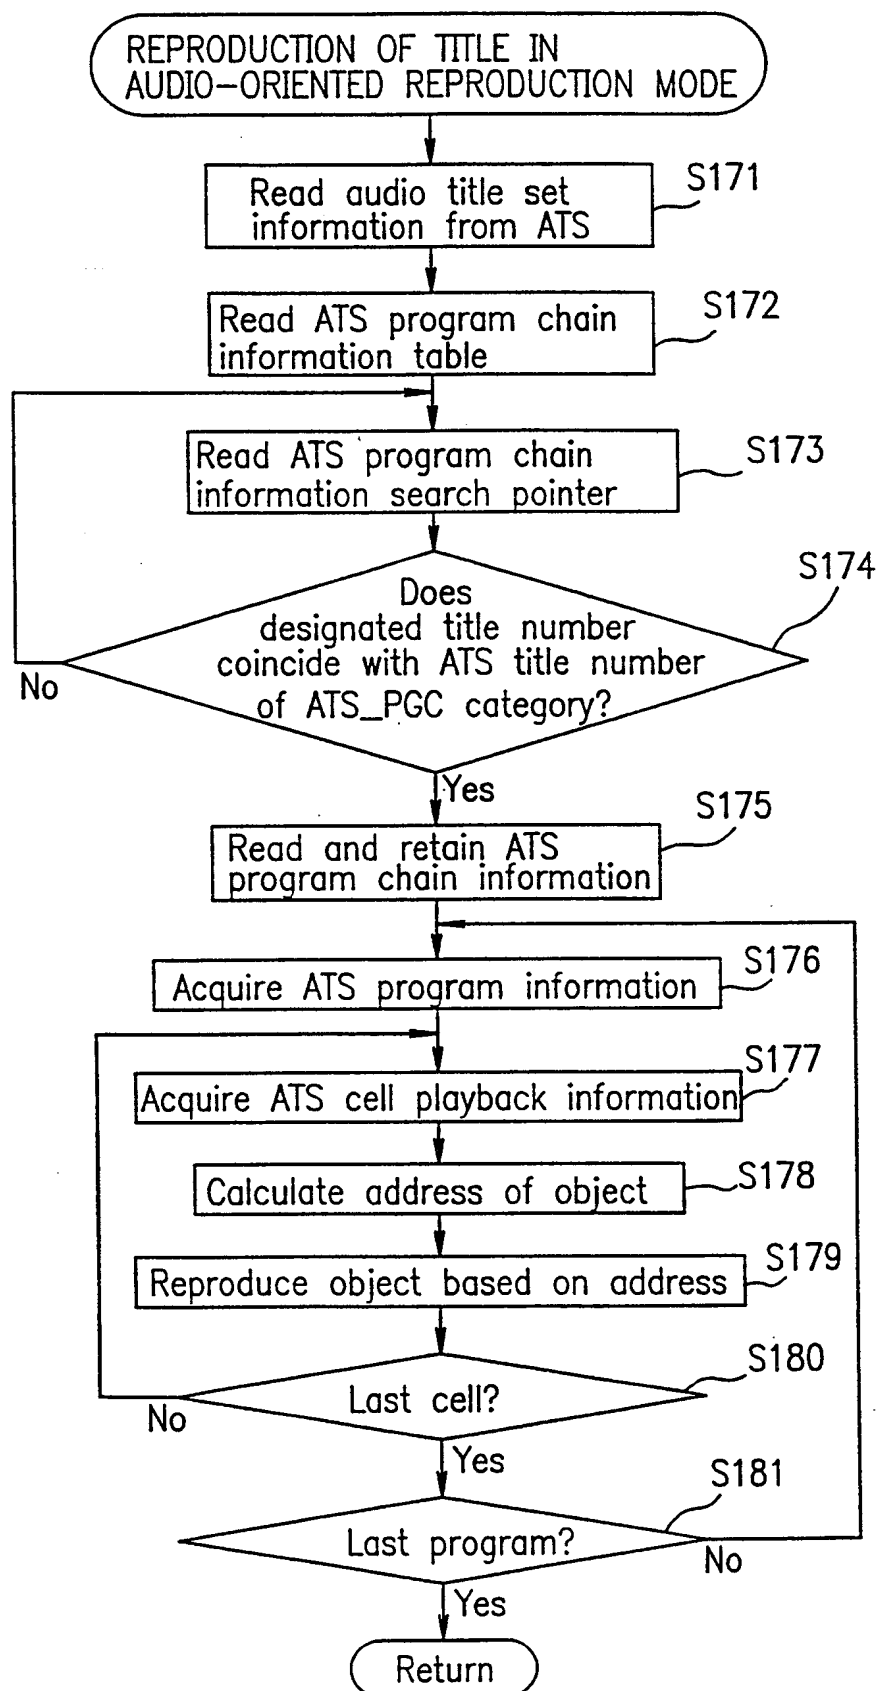 REPRODUCTION OF TITLE IN
AUDIO-ORIENTED REPRODUCTION MODE
Read audio title set
information from ATS
S171
Read ATS program chain
information table
S172
Read ATS program chain
information search pointer
S173
Does
designated title number
coincide with ATS title number
of ATS_PGC category?
S174
No
Yes
Read and retain ATS
program chain information
S175
Acquire ATS program information
S176
Acquire ATS cell playback information
S177
Calculate address of object
S178
Reproduce object based on address
S179
Last cell?
S180
No
Yes
Last program?
S181
No
Yes
Return